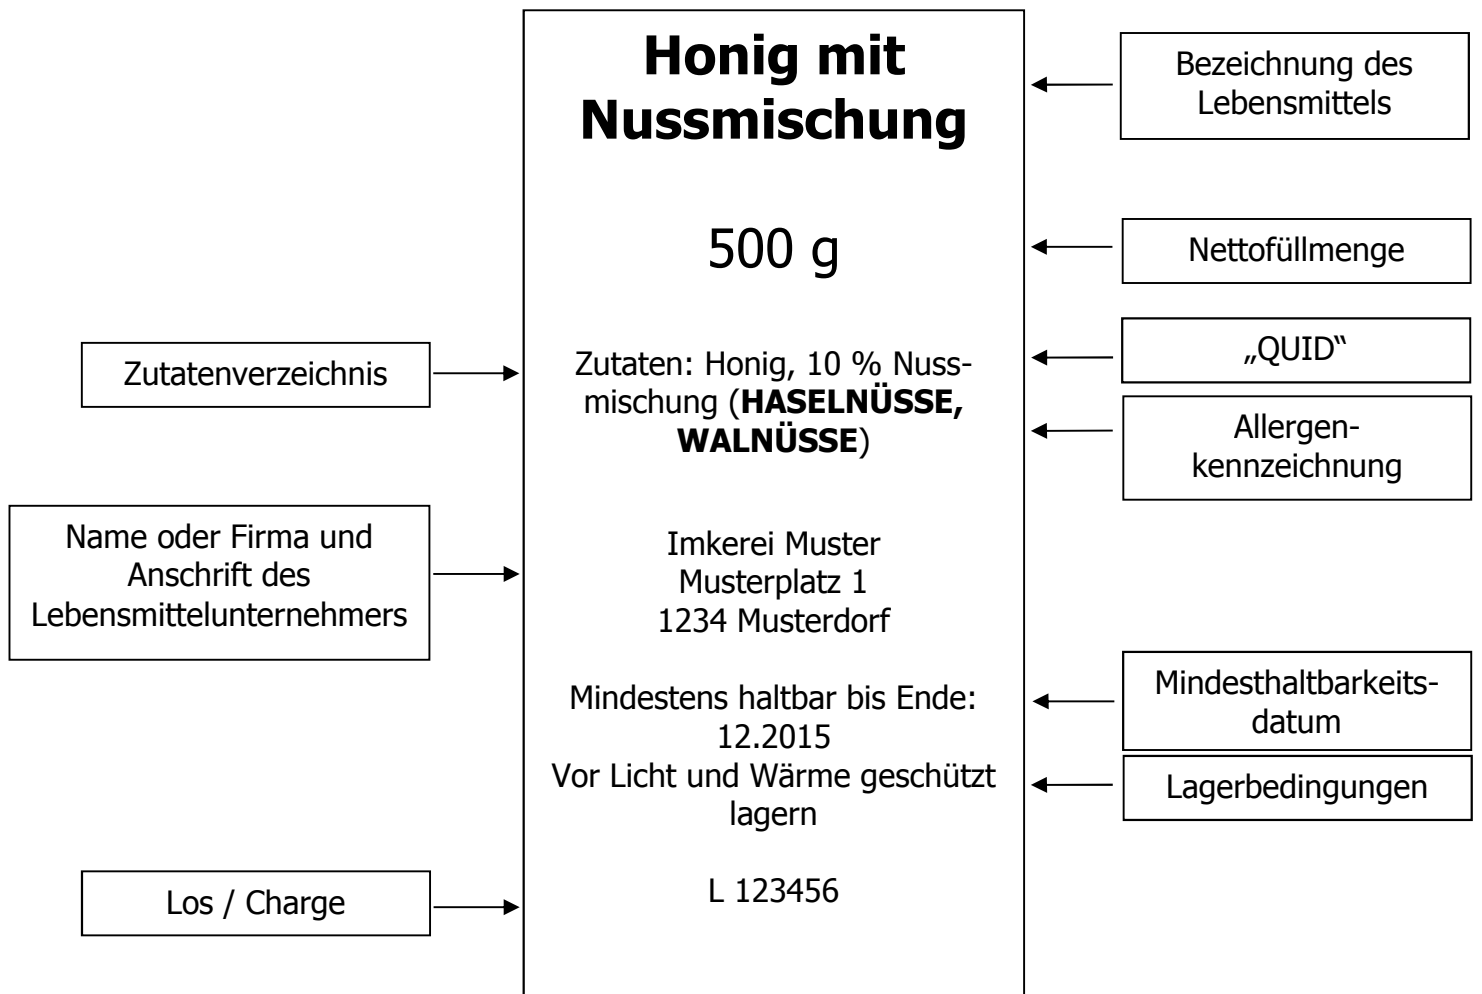 Honig mit
Nussmischung
500 g
Zutaten: Honig, 10 % Nuss-
mischung (HASELNÜSSE,
WALNÜSSE)
Imkerei Muster
Musterplatz 1
1234 Musterdorf
Mindestens haltbar bis Ende:
12.2015
Vor Licht und Wärme geschützt
lagern
L 123456
Zutatenverzeichnis
Name oder Firma und
Anschrift des
Lebensmittelunternehmers
Los / Charge
Bezeichnung des
Lebensmittels
Nettofüllmenge
„QUID“
Allergen-
kennzeichnung
Mindesthaltbarkeits-
datum
Lagerbedingungen